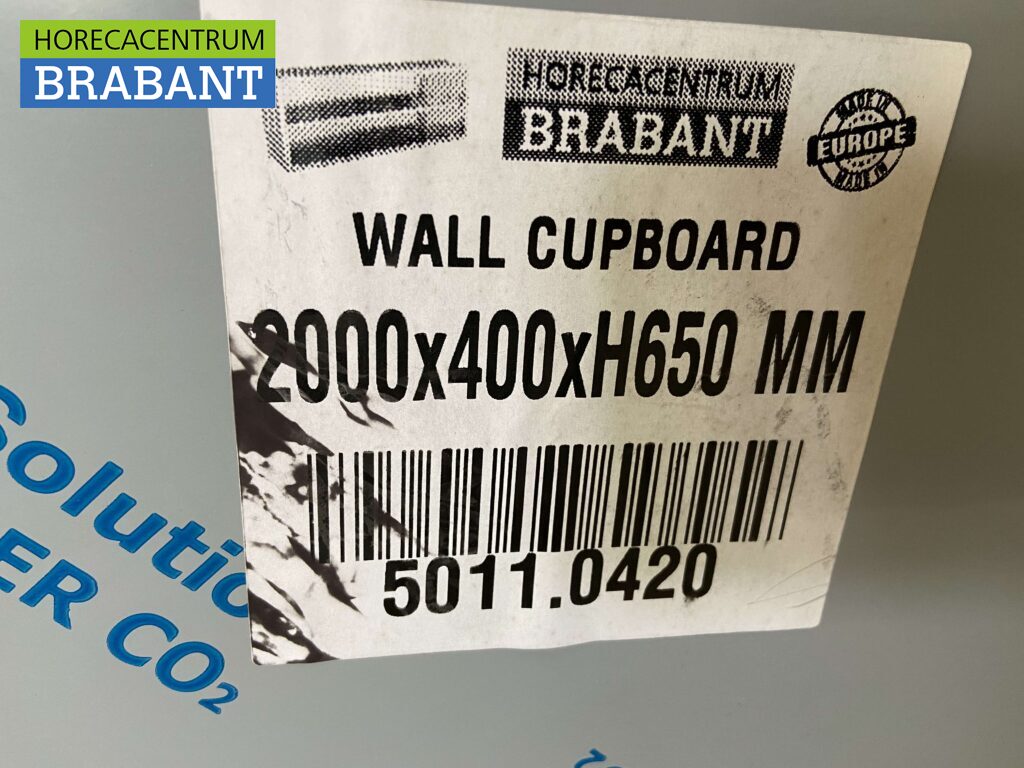 HORECACENTRUM
BRABANT
HORECACENTRUM
BRABANT
MADE IN
EUROPE
MADE IN
WALL CUPBOARD
2000x400xH650 MM
5011.0420
Solutio
ER CO2